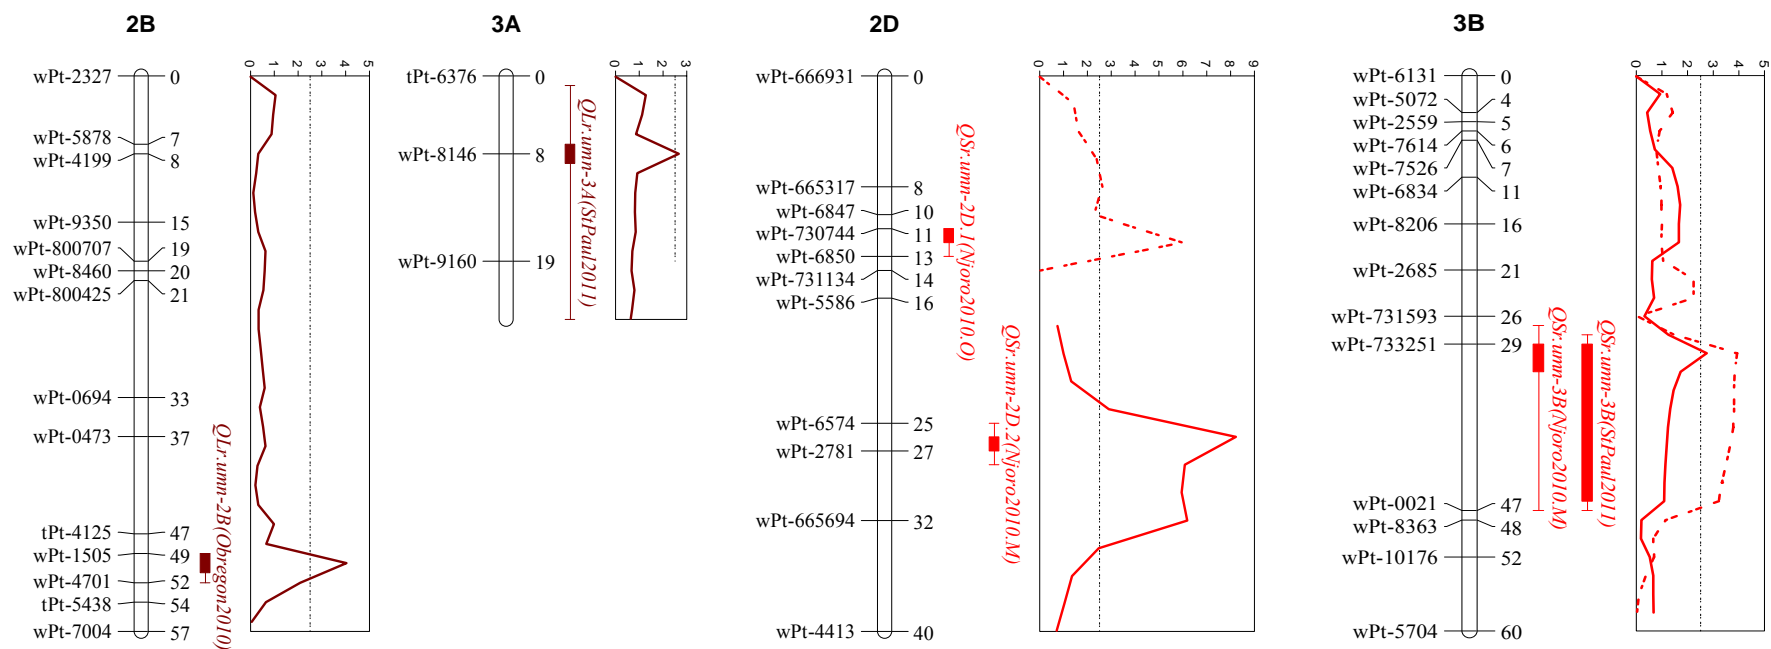 2B
wPt-2327 0
wPt-5878 7
wPt-4199 8
wPt-9350 15
wPt-800707 19
wPt-8460 20
wPt-800425 21
wPt-0694 33
wPt-0473 37
tPt-4125 47
wPt-1505 49
wPt-4701 52
tPt-5438 54
wPt-7004 57
QLr.umn-2B(Obregon2010)
0 1 2 3 4 5
3A
tPt-6376 0
wPt-8146 8
wPt-9160 19
QLr.umn-3A(StPaul2011)
0 1 2 3
2D
wPt-666931 0
wPt-665317 8
wPt-6847 10
wPt-730744 11
wPt-6850 13
wPt-731134 14
wPt-5586 16
wPt-6574 25
wPt-2781 27
wPt-665694 32
wPt-4413 40
QSr.umn-2D.1(Njoro2010.O)
QSr.umn-2D.2(Njoro2010.M)
0 1 2 3 4 5 6 7 8 9
3B
wPt-6131 0
wPt-5072 4
wPt-2559 5
wPt-7614 6
wPt-7526 7
wPt-6834 11
wPt-8206 16
wPt-2685 21
wPt-731593 26
wPt-733251 29
wPt-0021 47
wPt-8363 48
wPt-10176 52
wPt-5704 60
QSr.umn-3B(Njoro2010.M)
QSr.umn-3B(StPaul2011)
0 1 2 3 4 5